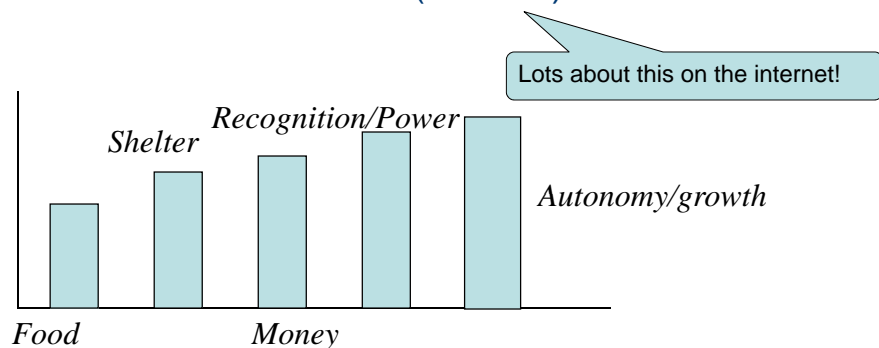 Lots about this on the internet!
Recognition/Power
Shelter
Autonomy/growth
Food
Money